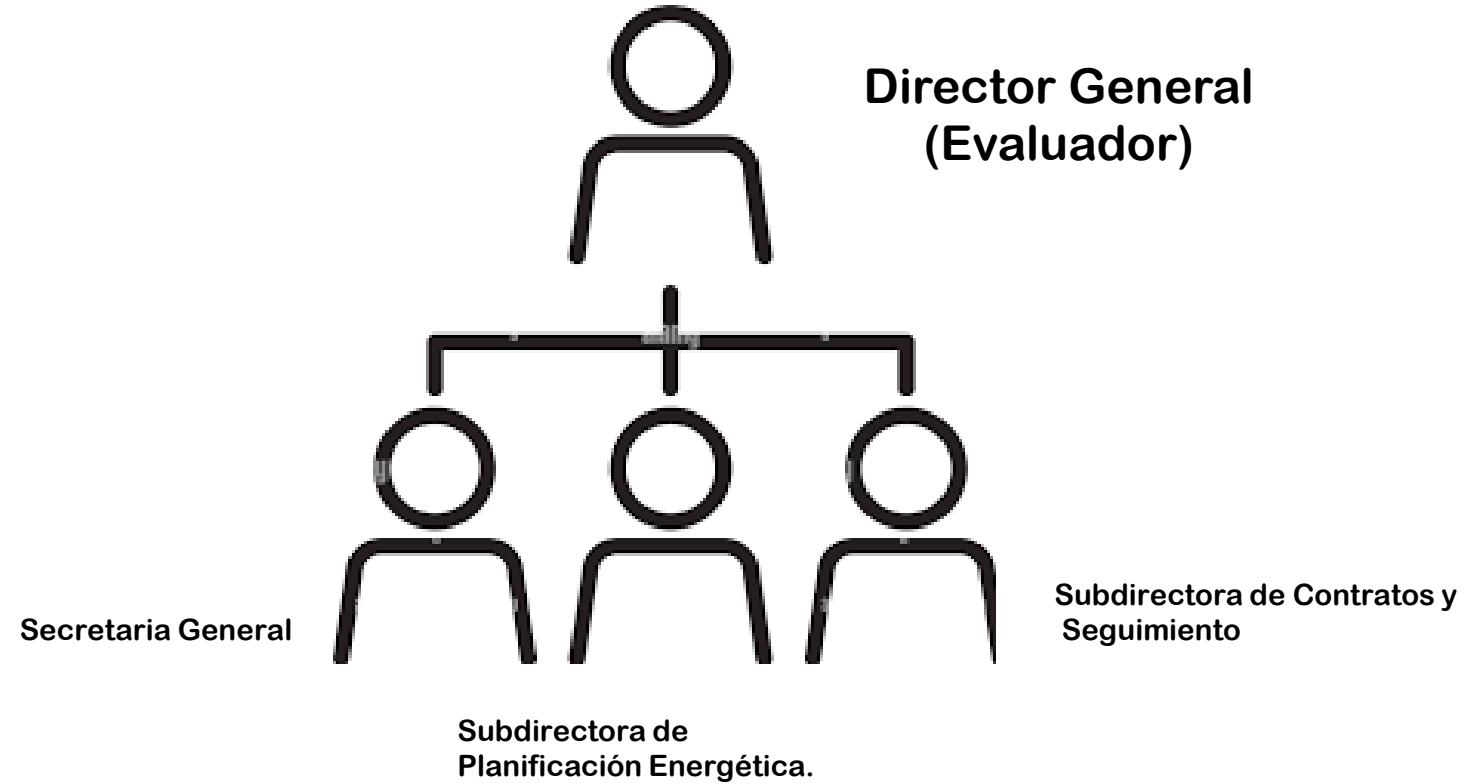 Director General
(Evaluador)
Secretaria General
Subdirectora de Contratos y
Seguimiento
Subdirectora de
Planificación Energética.